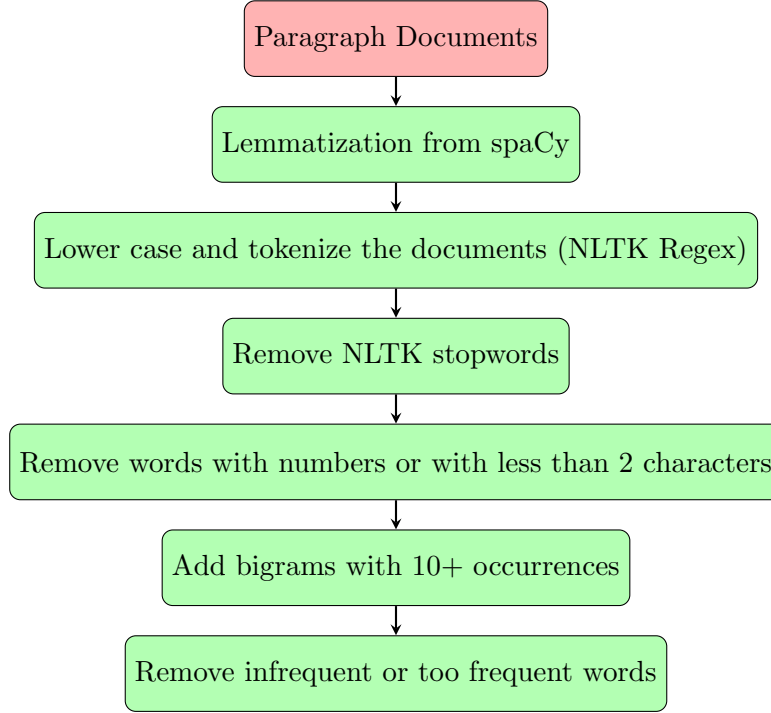 Paragraph Documents
Lemmatization from spaCy
Lower case and tokenize the documents (NLTK Regex)
Remove NLTK stopwords
Remove words with numbers or with less than 2 characters
Add bigrams with 10+ occurrences
Remove infrequent or too frequent words